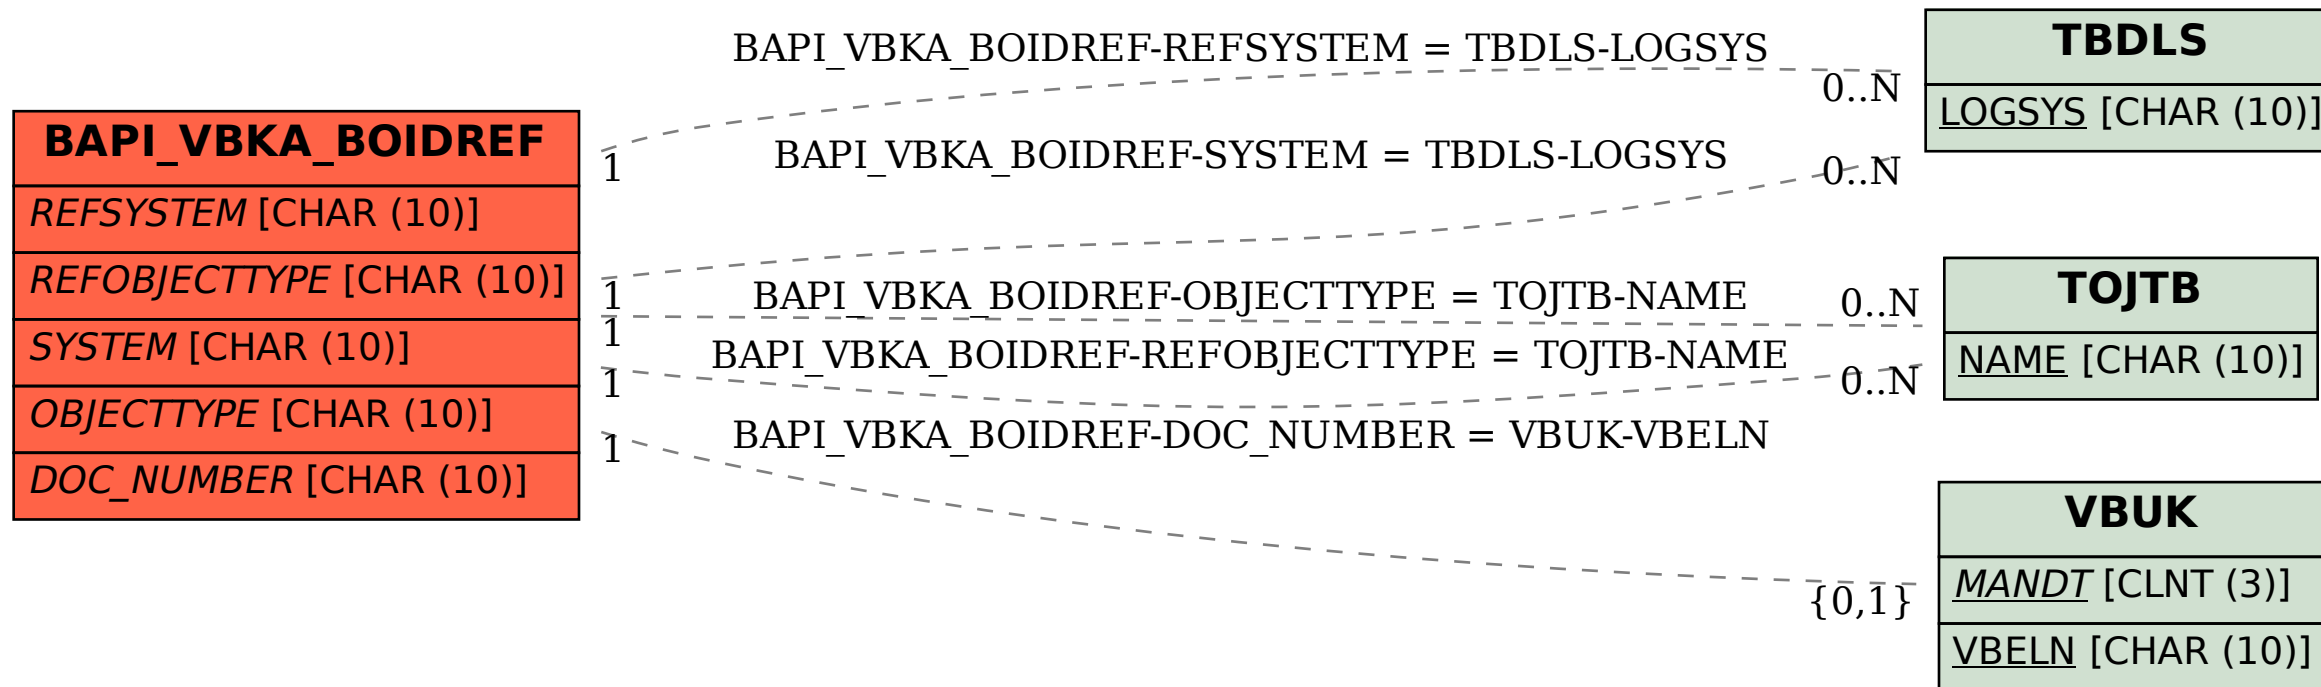 BAPI_VBKA_BOIDREF
REFSYSTEM [CHAR (10)]
REFOBJECTTYPE [CHAR (10)]
SYSTEM [CHAR (10)]
OBJECTTYPE [CHAR (10)]
DOC_NUMBER [CHAR (10)]
BAPI_VBKA_BOIDREF-REFSYSTEM = TBDLS-LOGSYS
0..N
1
BAPI_VBKA_BOIDREF-SYSTEM = TBDLS-LOGSYS
0..N
1
BAPI_VBKA_BOIDREF-OBJECTTYPE = TOJTB-NAME
0..N
1
BAPI_VBKA_BOIDREF-REFOBJECTTYPE = TOJTB-NAME
0..N
1
BAPI_VBKA_BOIDREF-DOC_NUMBER = VBUK-VBELN
1
{0,1}
TBDLS
LOGSYS [CHAR (10)]
TOJTB
NAME [CHAR (10)]
VBUK
MANDT [CLNT (3)]
VBELN [CHAR (10)]